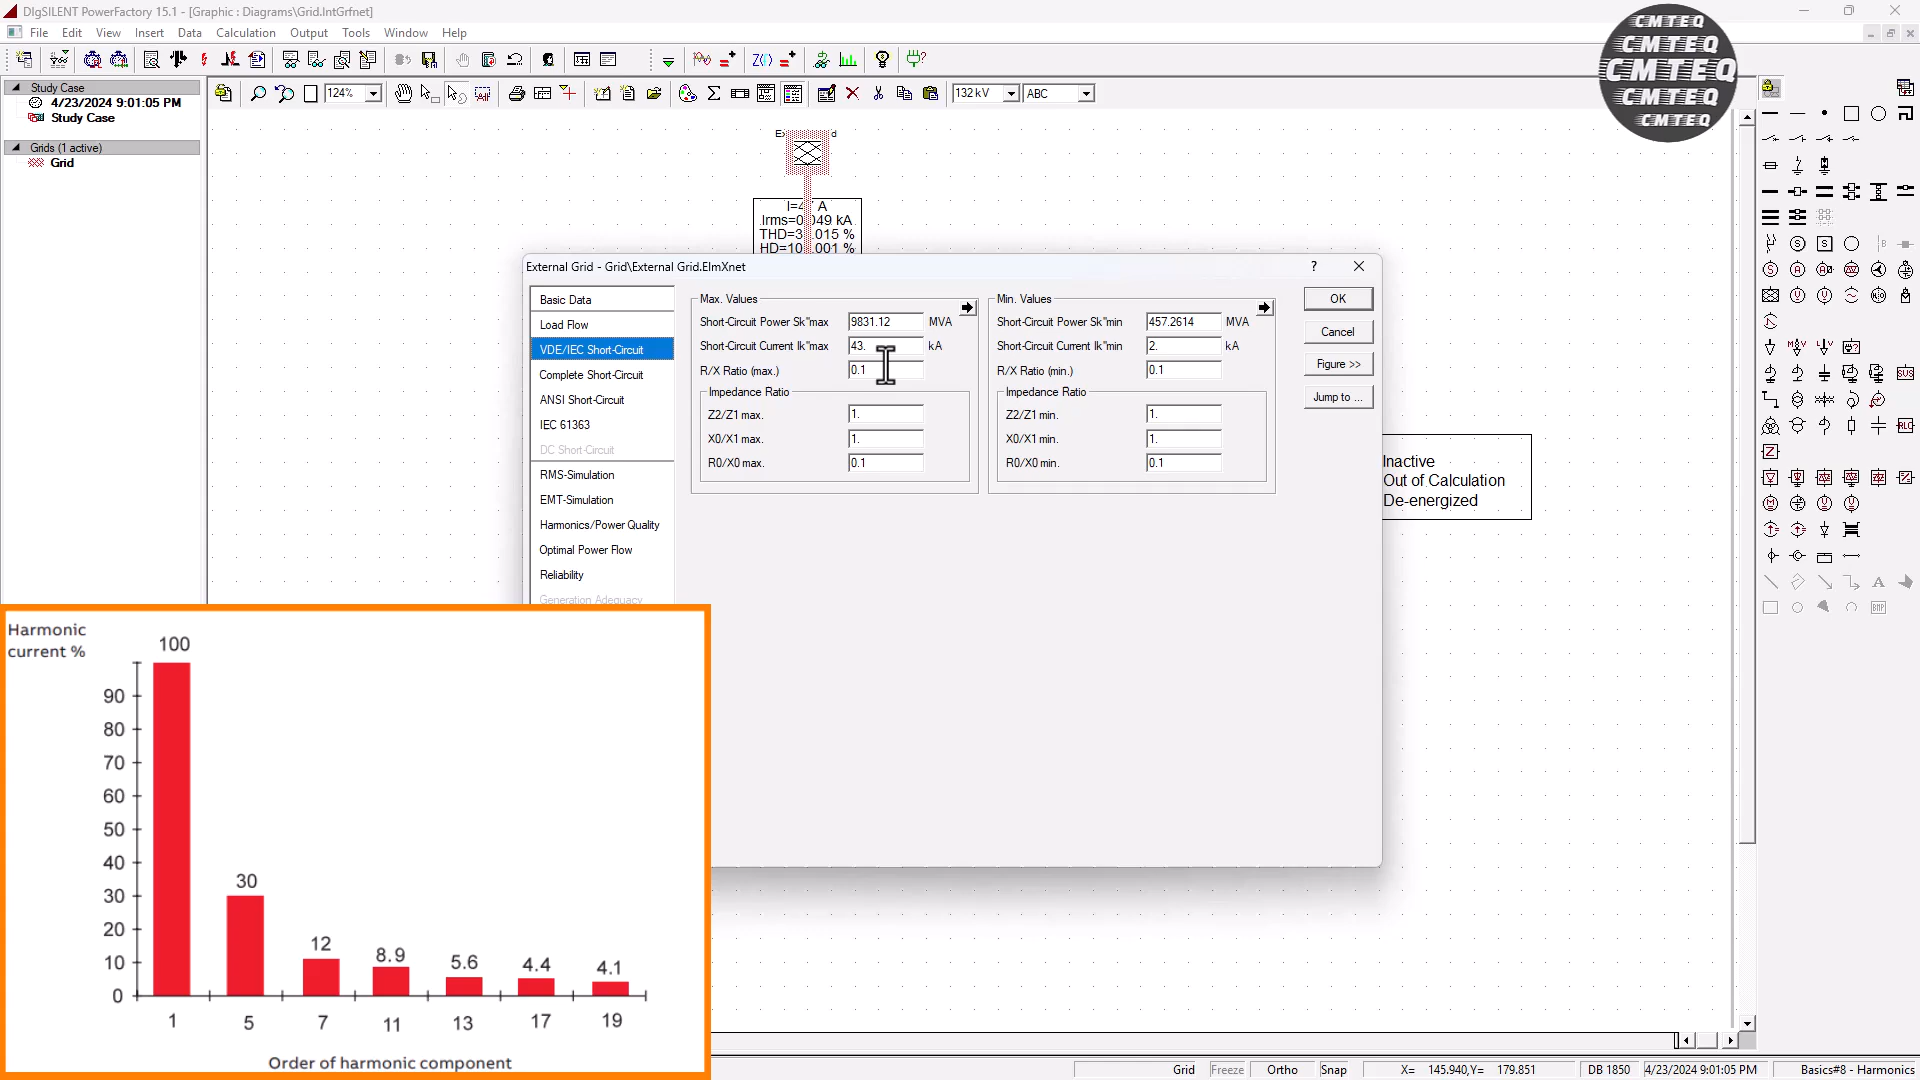 DIgSILENT PowerFactory 15.1 - [Graphic : Diagrams\Grid.IntGrfnet]
File Edit View Insert Data Calculation Output Tools Window Help
CMTEQ
CMTEQ
CMTEQ
CMTEQ
CMTEQ
124%
132 kV
ABC
Study Case
4/23/2024 9:01:05 PM
Study Case
Grids (1 active)
Grid
Irms=0.049 kA
External Grid - Grid\External Grid.ElmXnet
?
Basic Data
Load Flow
VDE/IEC Short-Circuit
Complete Short-Circuit
ANSI Short-Circuit
IEC 61363
DC Short-Circuit
RMS-Simulation
EMT-Simulation
Harmonics/Power Quality
Optimal Power Flow
Reliability
Generation Adequacy
Max. Values
Short-Circuit Power Sk"max 9831.12 MVA
Short-Circuit Current Ik"max 43. kA
R/X Ratio (max.) 0.1
Impedance Ratio
Z2/Z1 max. 1.
X0/X1 max. 1.
R0/X0 max. 0.1
Min. Values
Short-Circuit Power Sk"min 457.2614 MVA
Short-Circuit Current Ik"min 2. kA
R/X Ratio (min.) 0.1
Impedance Ratio
Z2/Z1 min. 1.
X0/X1 min. 1.
R0/X0 min. 0.1
OK
Cancel
Figure >>
Jump to ...
Inactive
Out of Calculation
De-energized
Harmonic
current %
100
90
80
70
60
50
40
30
20
10
0
30
12
8.9
5.6
4.4
4.1
1 5 7 11 13 17 19
Order of harmonic component
Grid Freeze Ortho Snap X= 145.940,Y= 179.851 DB 1850 4/23/2024 9:01:05 PM Basics#8 - Harmonics